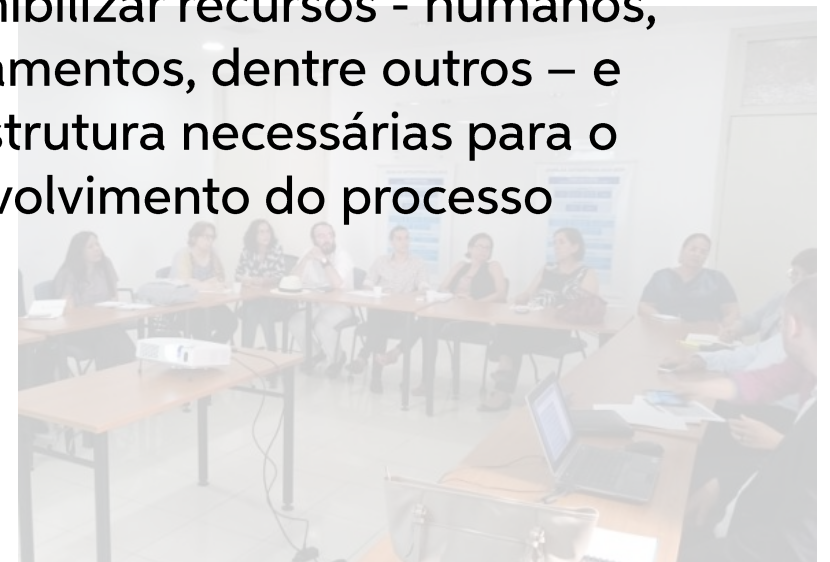 nibilizar recursos - humanos,
amentos, dentre outros – e
strutura necessárias para o
volvimento do processo